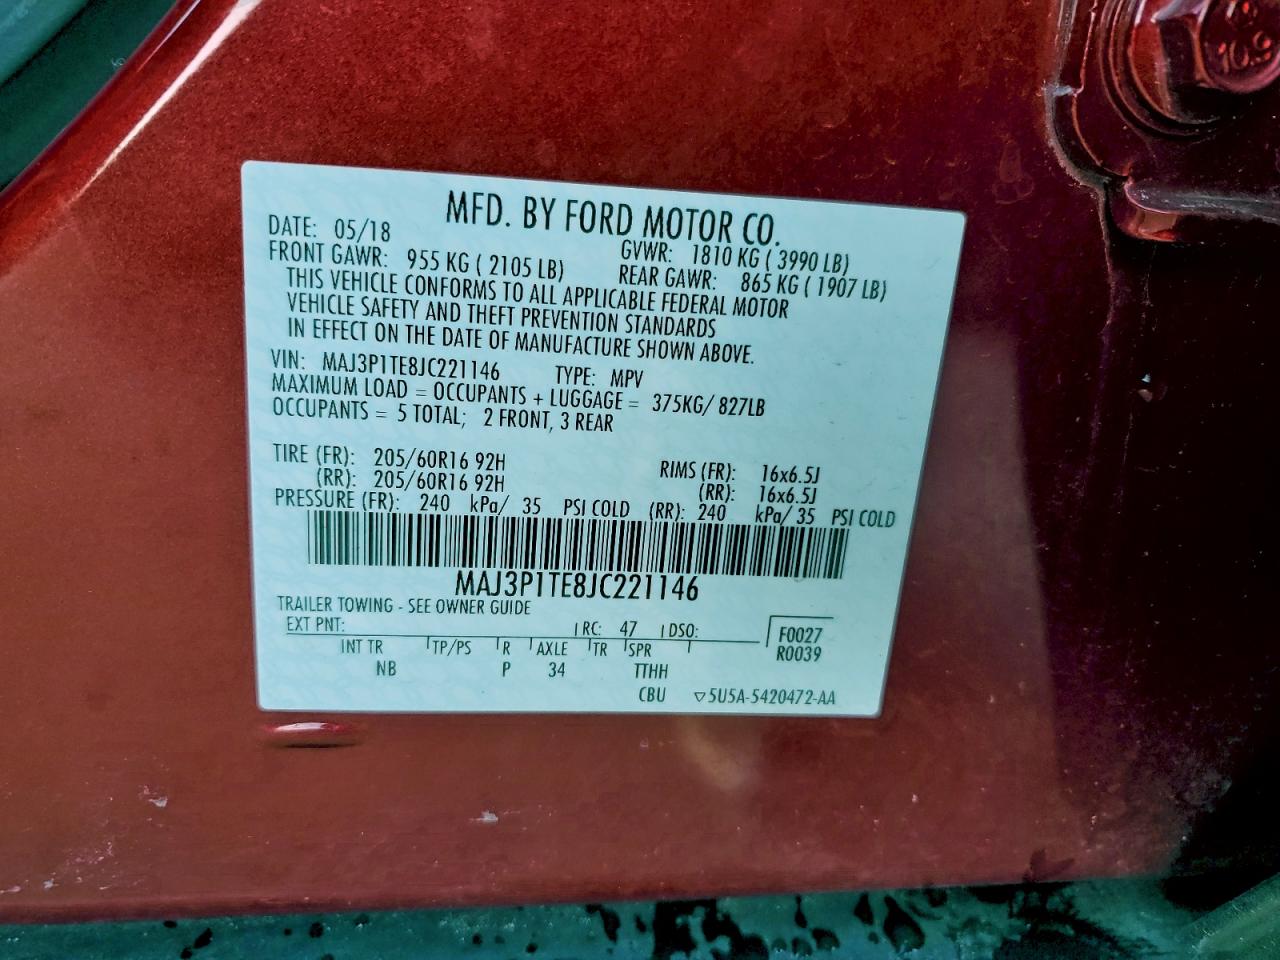 10.9
MFD. BY FORD MOTOR CO.
DATE: 05/18 GVWR: 1810 KG ( 3990 LB)
FRONT GAWR: 955 KG ( 2105 LB) REAR GAWR: 865 KG ( 1907 LB)
THIS VEHICLE CONFORMS TO ALL APPLICABLE FEDERAL MOTOR
VEHICLE SAFETY AND THEFT PREVENTION STANDARDS
IN EFFECT ON THE DATE OF MANUFACTURE SHOWN ABOVE.
VIN: MAJ3P1TE8JC221146 TYPE: MPV
MAXIMUM LOAD = OCCUPANTS + LUGGAGE = 375KG/ 827LB
OCCUPANTS = 5 TOTAL; 2 FRONT, 3 REAR
TIRE (FR): 205/60R16 92H RIMS (FR): 16x6.5J
(RR): 205/60R16 92H (RR): 16x6.5J
PRESSURE (FR): 240 kPa/ 35 PSI COLD (RR): 240 kPa/ 35 PSI COLD
MAJ3P1TE8JC221146
TRAILER TOWING - SEE OWNER GUIDE
EXT PNT: RC: 47 DSO: F0027
R0039
INT TR TP/PS R AXLE TR SPR
NB P 34 TTHH
CBU ▽5U5A-5420472-AA